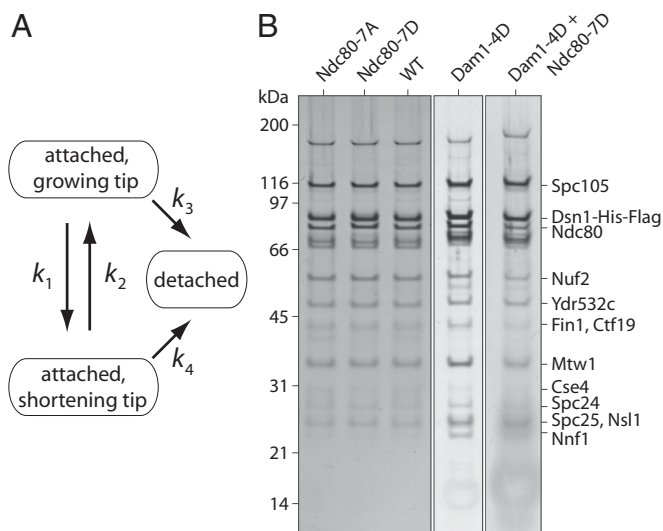 A
attached,
growing tip
k3
k1
k2
detached
k4
attached,
shortening tip
B
Ndc80-7A
Ndc80-7D
WT
Dam1-4D
Dam1-4D +
Ndc80-7D
kDa
200
116
97
66
45
31
21
14
Spc105
Dsn1-His-Flag
Ndc80
Nuf2
Ydr532c
Fin1, Ctf19
Mtw1
Cse4
Spc24
Spc25, Nsl1
Nnf1